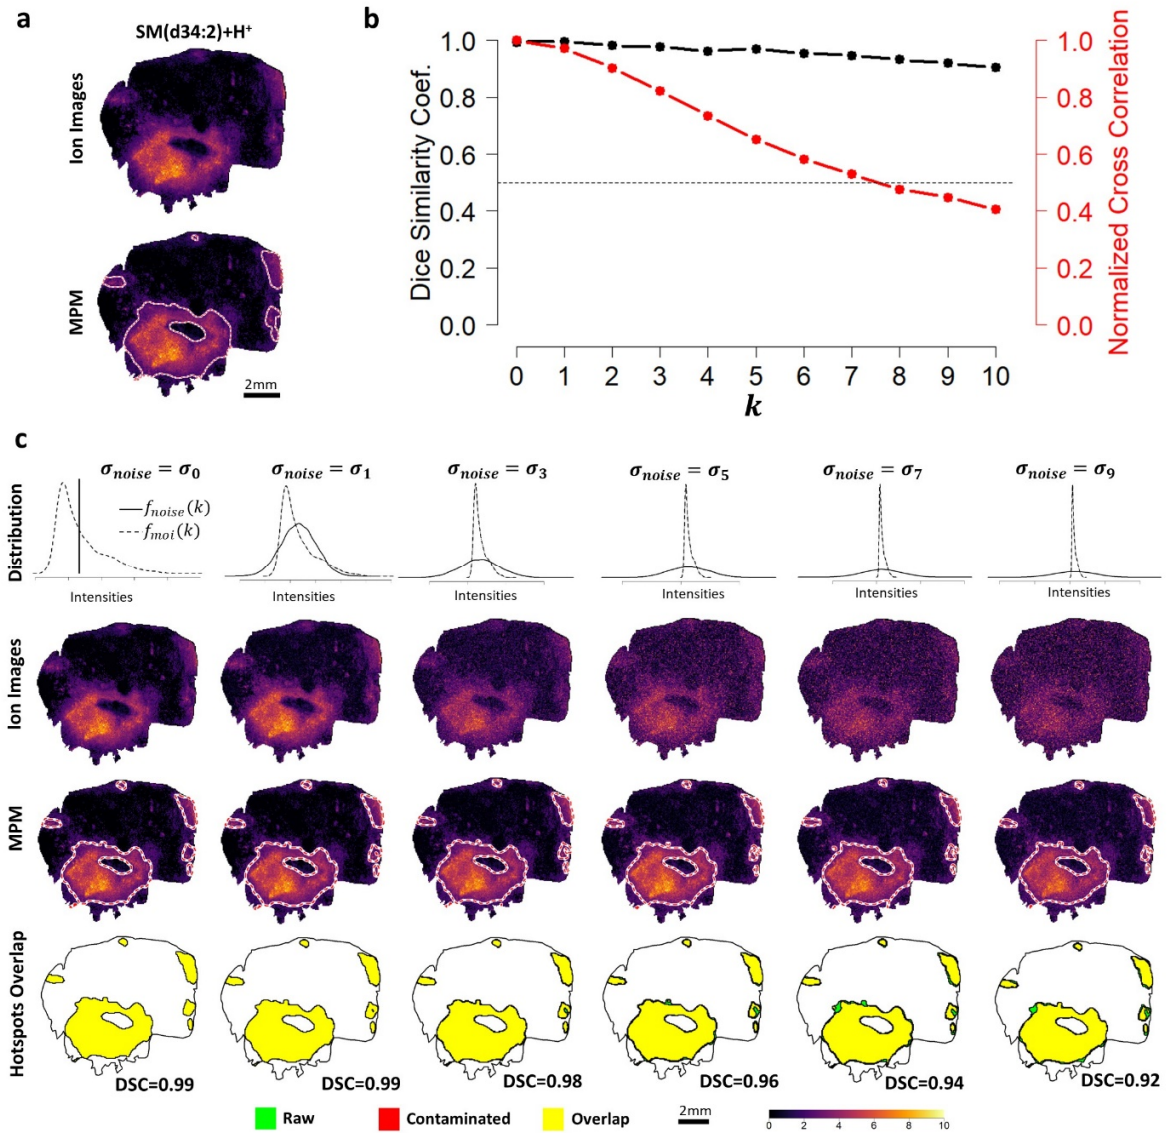 a
SM(d34:2)+H⁺
Ion Images
MPM
2mm
b
Dice Similarity Coef.
1.0
0.8
0.6
0.4
0.2
0.0
0 1 2 3 4 5 6 7 8 9 10
k
1.0
0.8
0.6
0.4
0.2
0.0
Normalized Cross Correlation
c
Distribution
σnoise = σ0
fnoise(k)
fmoi(k)
Intensities
σnoise = σ1
Intensities
σnoise = σ3
Intensities
σnoise = σ5
Intensities
σnoise = σ7
Intensities
σnoise = σ9
Intensities
Ion Images
MPM
Hotspots Overlap
DSC=0.99 DSC=0.99 DSC=0.98 DSC=0.96 DSC=0.94 DSC=0.92
Raw Contaminated Overlap 2mm
0 2 4 6 8 10